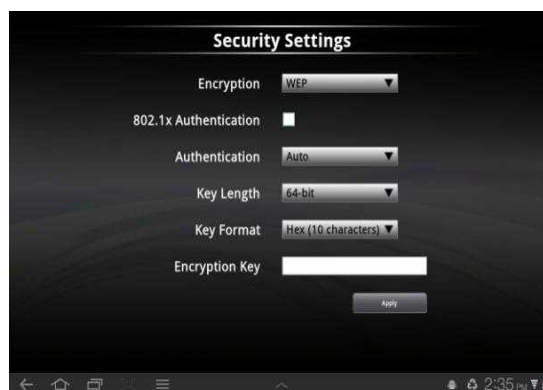 Security Settings
Encryption WEP
802.1x Authentication
Authentication Auto
Key Length 64-bit
Key Format Hex (10 characters)
Encryption Key
Apply
2:35 PM